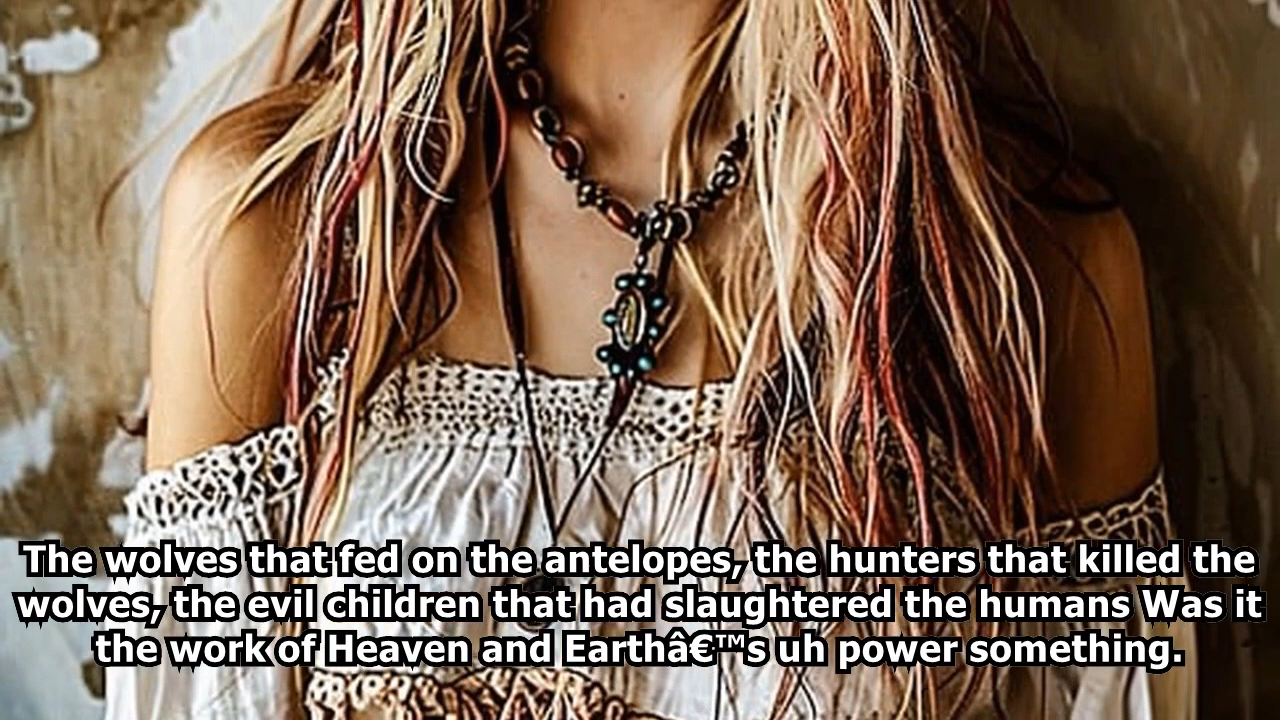 The wolves that fed on the antelopes, the hunters that killed the
wolves, the evil children that had slaughtered the humans Was it
the work of Heaven and Earthâ€™s uh power something.